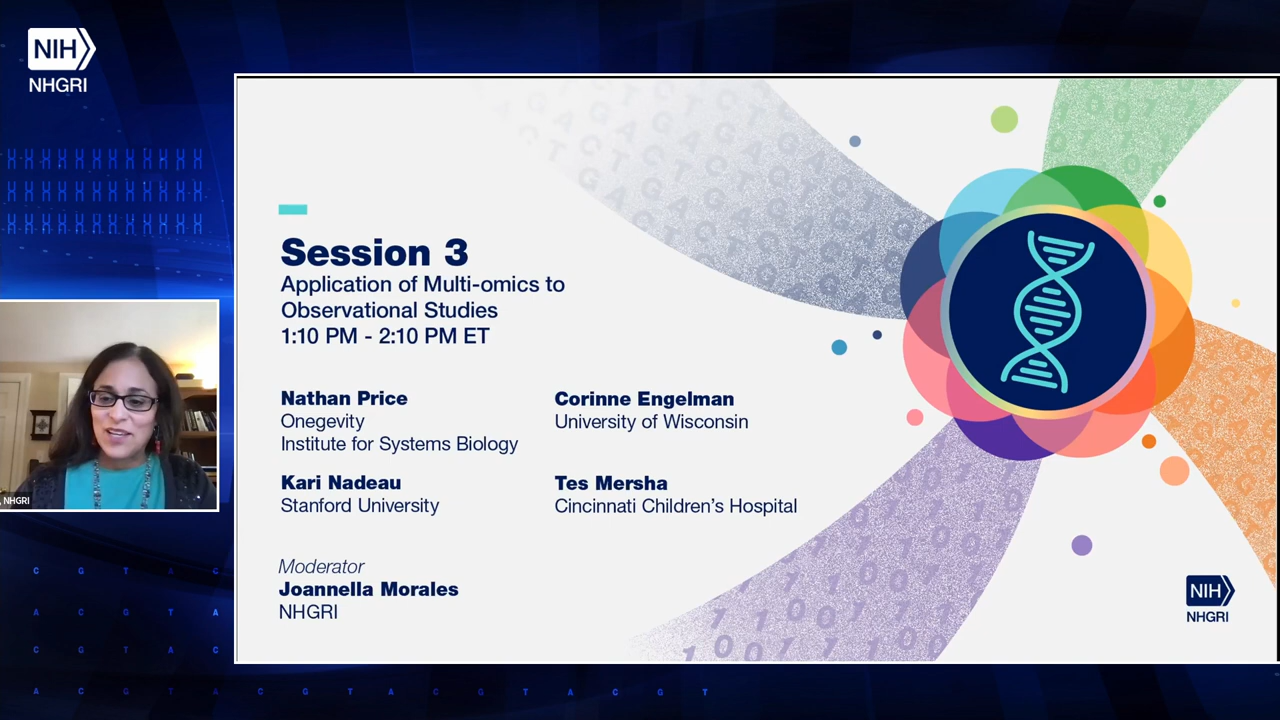 NIH
NHGRI
Session 3
Application of Multi-omics to
Observational Studies
1:10 PM - 2:10 PM ET
Nathan Price
Onegevity
Institute for Systems Biology
Corinne Engelman
University of Wisconsin
Kari Nadeau
Stanford University
Tes Mersha
Cincinnati Children's Hospital
Moderator
Joannella Morales
NHGRI
NIH
NHGRI
, NHGRI
C G T A C
A C G T A
C G T A C
A C G T A C G T A C G T A C G T